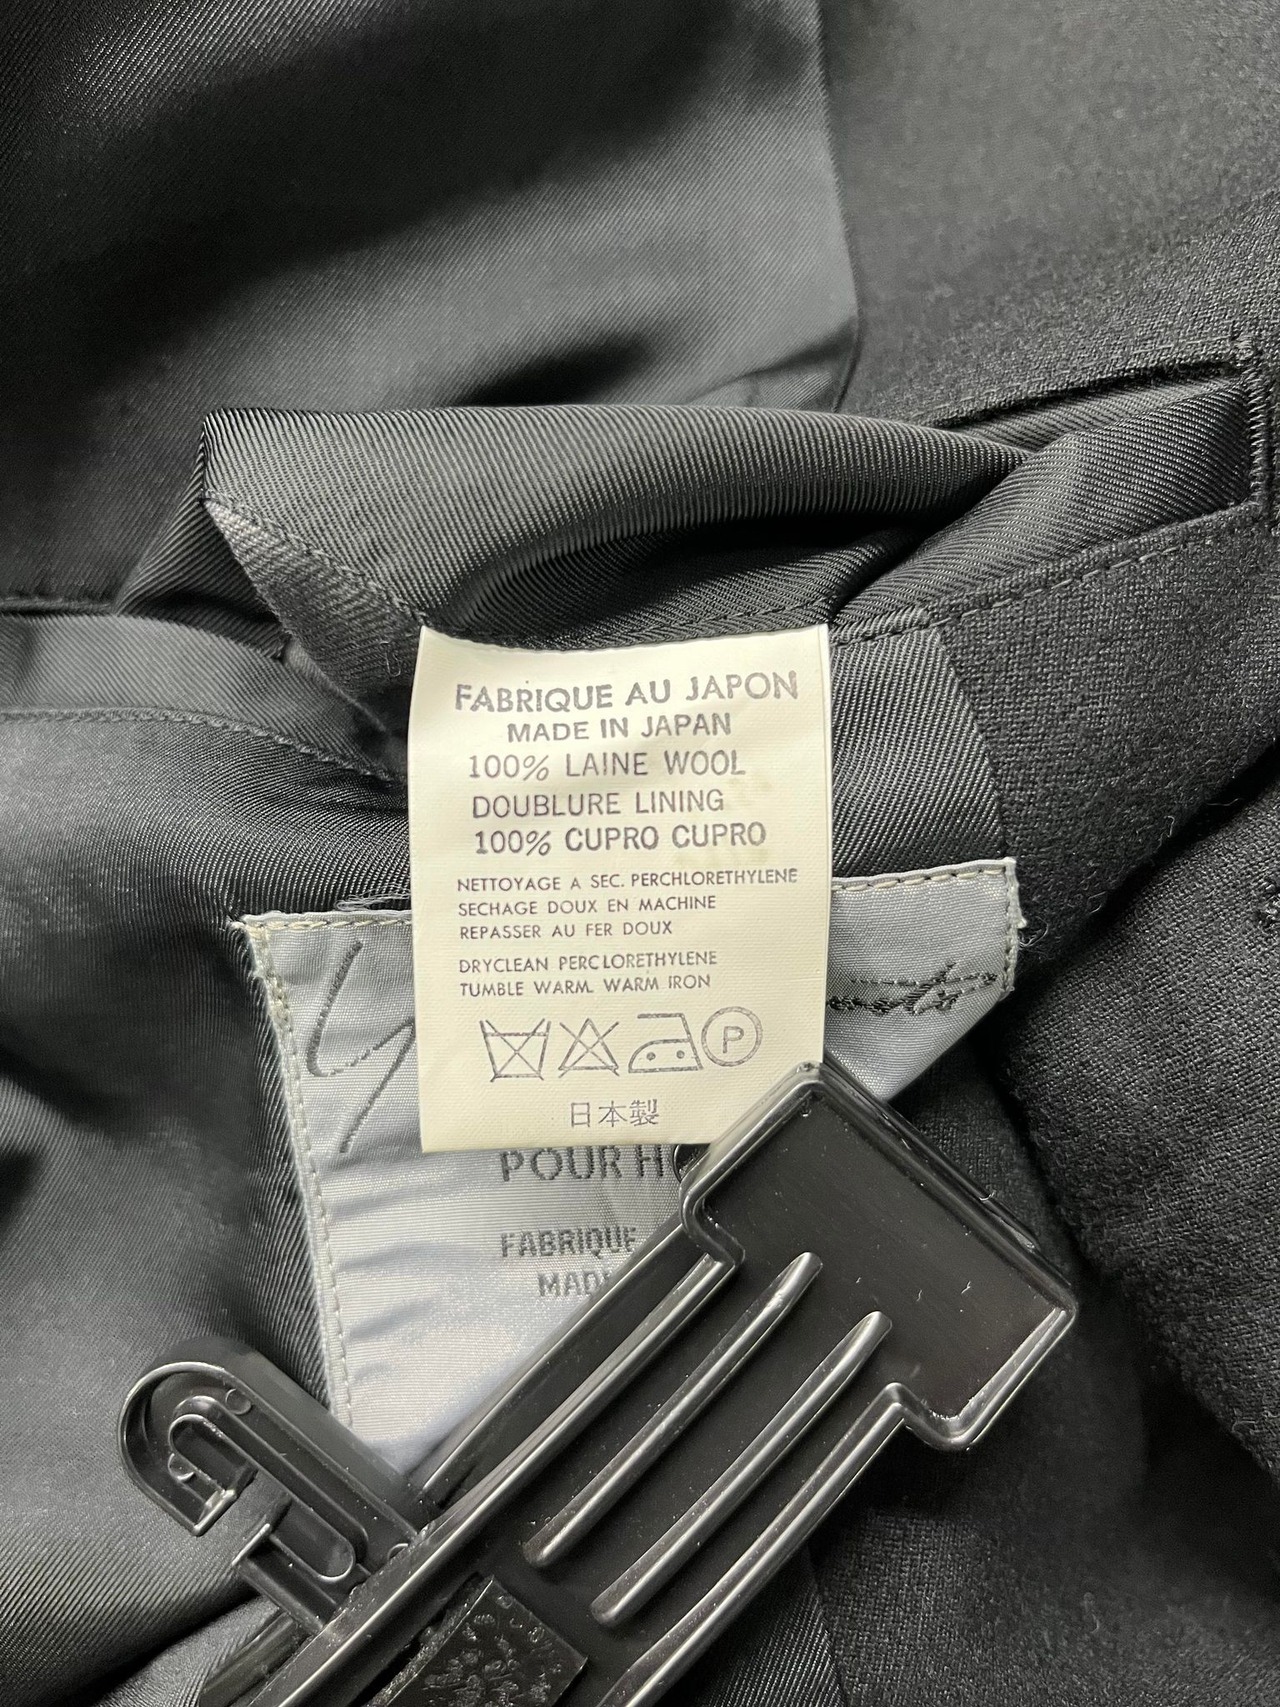 FABRIQUE AU JAPON
MADE IN JAPAN
100% LAINE WOOL
DOUBLURE LINING
100% CUPRO CUPRO
NETTOYAGE A SEC. PERCHLORETHYLENE
SECHAGE DOUX EN MACHINE
REPASSER AU FER DOUX
DRYCLEAN PERCLORETHYLENE
TUMBLE WARM. WARM IRON
P
日本製
POUR
FABRIQUE